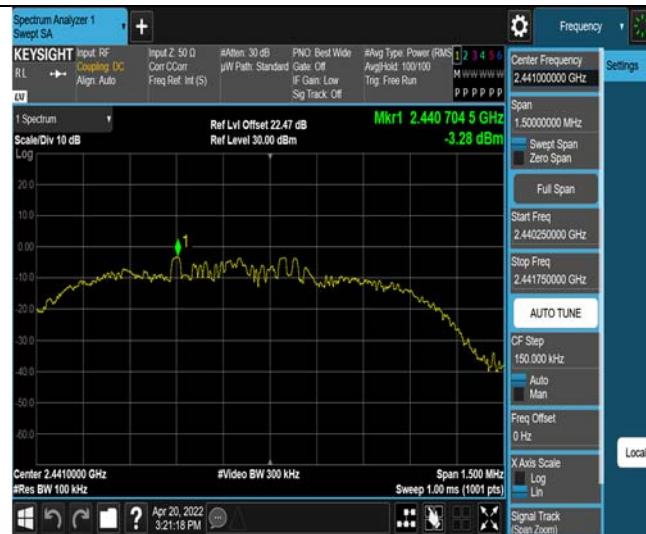 Spectrum Analyzer 1
Swept SA
+
Frequency
KEYSIGHT
RL
Input: RF
Coupling: DC
Align: Auto
Input Z: 50 Ω
Corr CCorr
Freq Ref: Int (S)
#Atten: 30 dB
µW Path: Standard
PNO: Best Wide
Gate: Off
IF Gain: Low
Sig Track: Off
#Avg Type: Power (RMS
Avg|Hold: 100/100
Trig: Free Run
1 2 3 4 5 6
M W W W W W
P P P P P P
1 Spectrum
Scale/Div 10 dB
Log
Ref Lvl Offset 22.47 dB
Ref Level 30.00 dBm
Mkr1 2.440 704 5 GHz
-3.28 dBm
20.0
10.0
0.00
-10.0
-20.0
-30.0
-40.0
-50.0
-60.0
1
Center 2.4410000 GHz
#Res BW 100 kHz
#Video BW 300 kHz
Span 1.500 MHz
Sweep 1.00 ms (1001 pts)
?
Apr 20, 2022
3:21:18 PM
Center Frequency
2.441000000 GHz
Settings
Span
1.50000000 MHz
Swept Span
Zero Span
Full Span
Start Freq
2.440250000 GHz
Stop Freq
2.441750000 GHz
AUTO TUNE
CF Step
150.000 kHz
Auto
Man
Freq Offset
0 Hz
Local
X Axis Scale
Log
Lin
Signal Track
(Span Zoom)